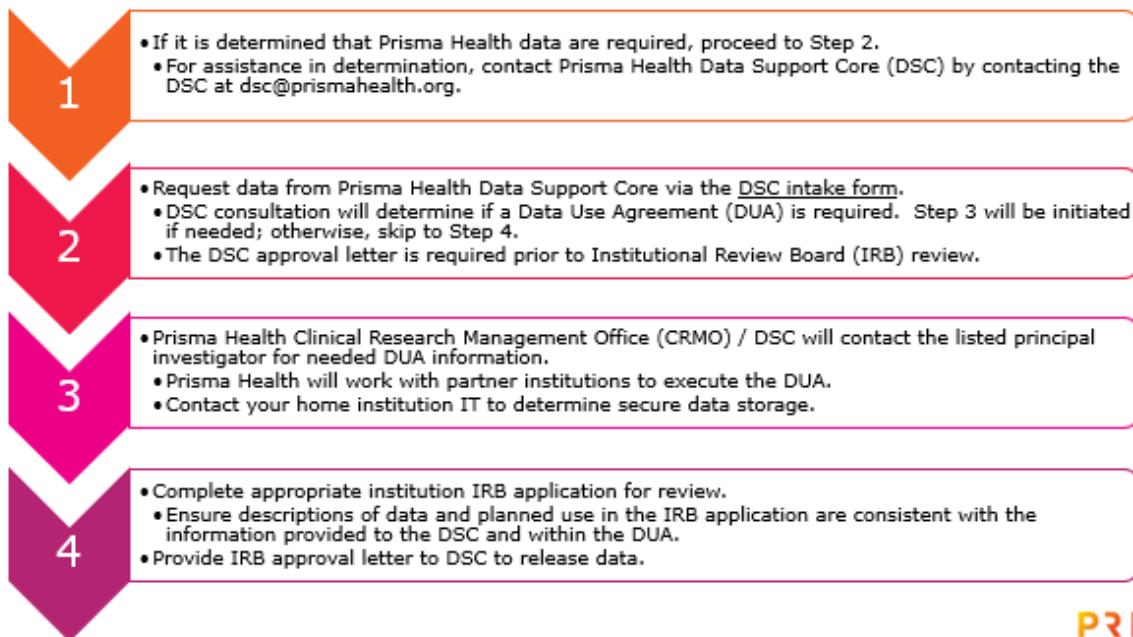 1
• If it is determined that Prisma Health data are required, proceed to Step 2.
• For assistance in determination, contact Prisma Health Data Support Core (DSC) by contacting the
DSC at dsc@prismahealth.org.
2
• Request data from Prisma Health Data Support Core via the DSC intake form.
• DSC consultation will determine if a Data Use Agreement (DUA) is required.  Step 3 will be initiated
if needed; otherwise, skip to Step 4.
• The DSC approval letter is required prior to Institutional Review Board (IRB) review.
3
• Prisma Health Clinical Research Management Office (CRMO) / DSC will contact the listed principal
investigator for needed DUA information.
• Prisma Health will work with partner institutions to execute the DUA.
• Contact your home institution IT to determine secure data storage.
4
• Complete appropriate institution IRB application for review.
• Ensure descriptions of data and planned use in the IRB application are consistent with the
information provided to the DSC and within the DUA.
• Provide IRB approval letter to DSC to release data.